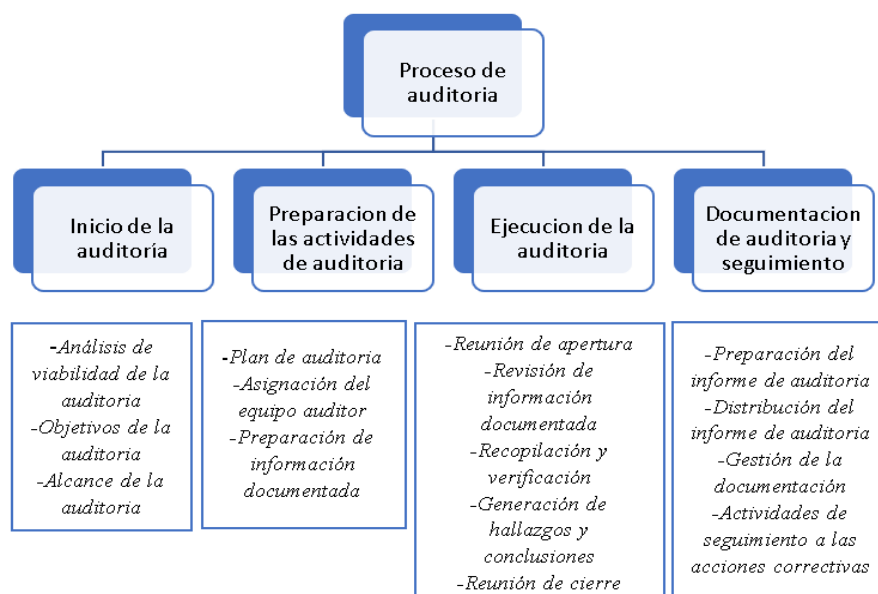 Proceso de
auditoria
Inicio de la
auditoría
Preparacion de
las actividades
de auditoria
Ejecucion de la
auditoria
Documentacion
de auditoria y
seguimiento
-Análisis de
viabilidad de la
auditoria
-Objetivos de la
auditoria
-Alcance de la
auditoria
-Plan de auditoria
-Asignación del
equipo auditor
-Preparación de
información
documentada
-Reunión de apertura
-Revisión de
información
documentada
-Recopilación y
verificación
-Generación de
hallazgos y
conclusiones
-Reunión de cierre
-Preparación del
informe de auditoria
-Distribución del
informe de auditoria
-Gestión de la
documentación
-Actividades de
seguimiento a las
acciones correctivas